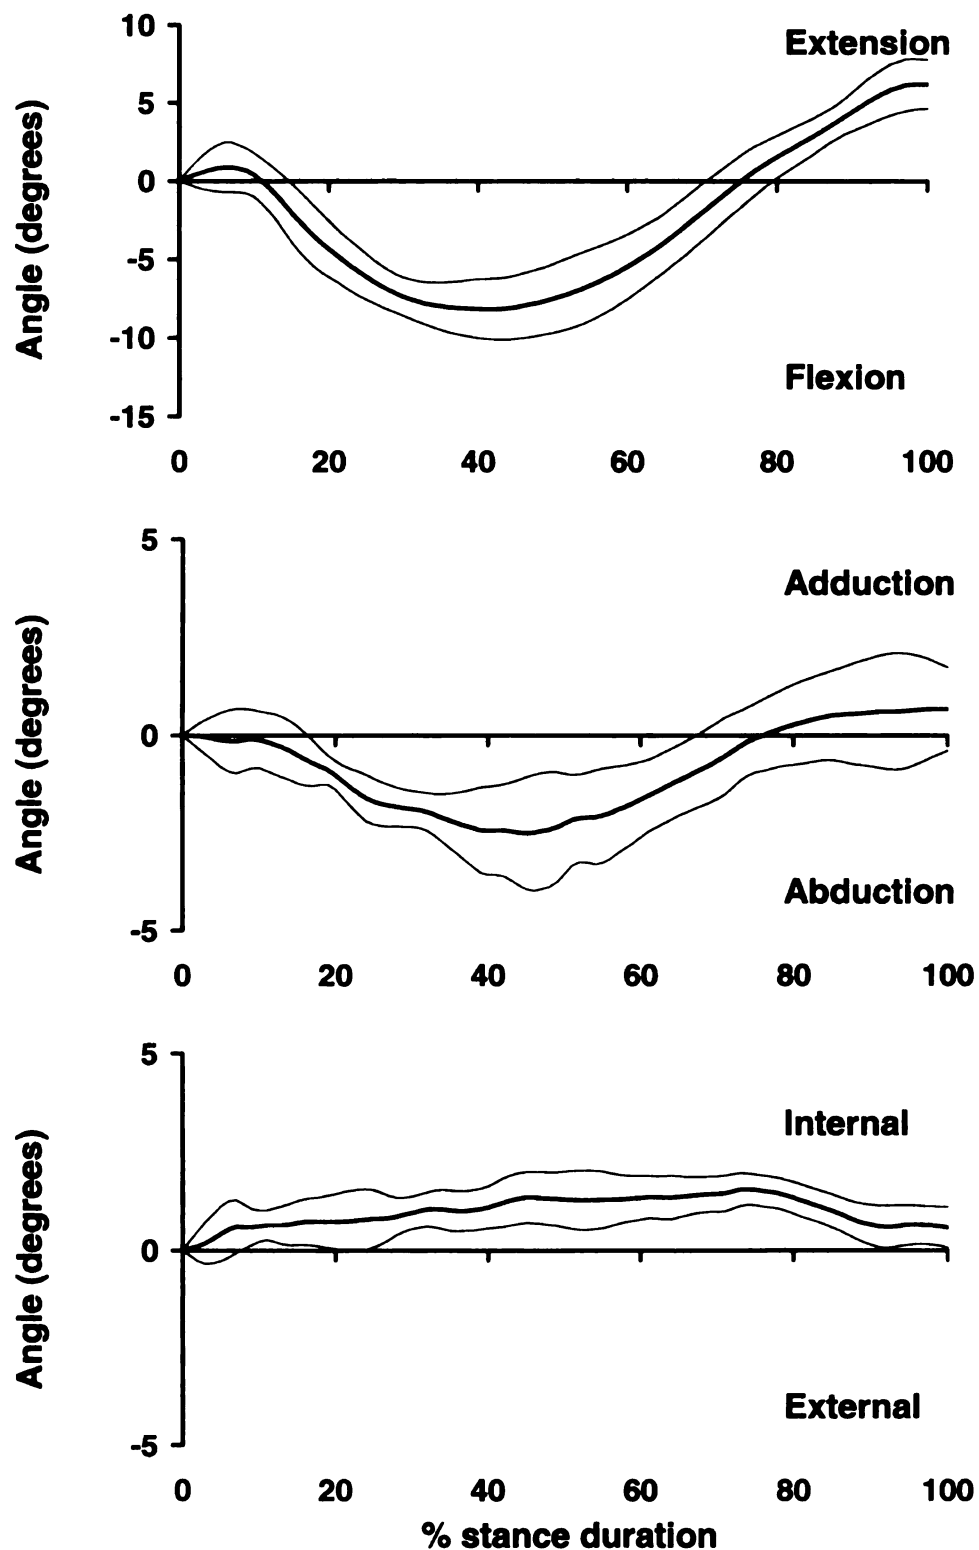 10
Extension
5
0
-5
-10
Flexion
-15
Angle (degrees)
0 20 40 60 80 100
5
Adduction
0
Abduction
-5
Angle (degrees)
0 20 40 60 80 100
5
Internal
0
External
-5
Angle (degrees)
0 20 40 60 80 100
% stance duration